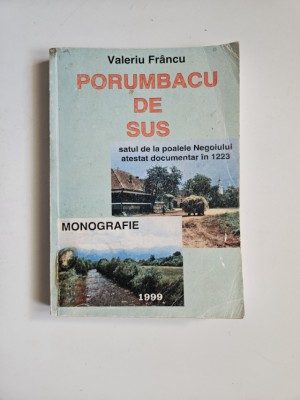 Valeriu Frâncu
PORUMBACU
DE
SUS
satul de la poalele Negoiului
atestat documentar în 1223
MONOGRAFIE
1999